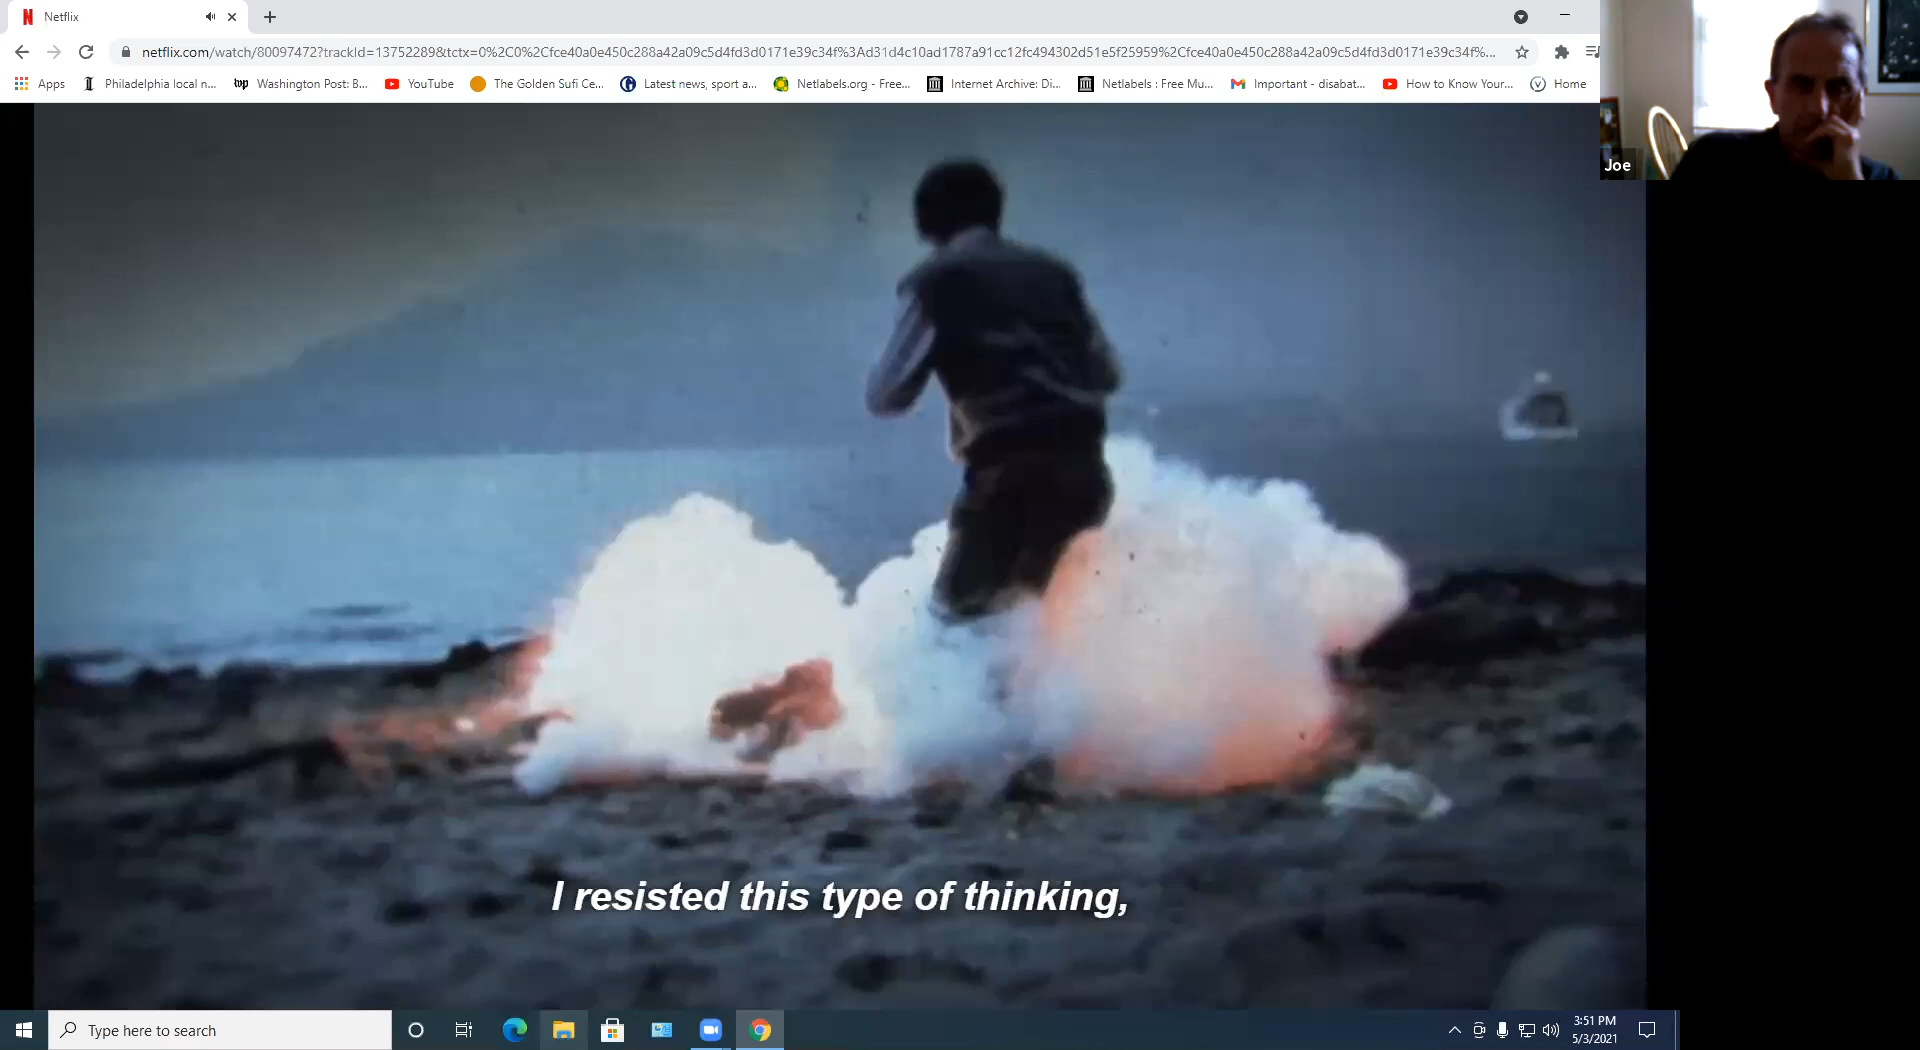 Netflix
netflix.com/watch/80097472?trackId=13752289&tctx=0%2C0%2Cfce40a0e450c288a42a09c5d4fd3d0171e39c34f%3Ad31d4c10ad1787a91cc12fc494302d51e5f25959%2Cfce40a0e450c288a42a09c5d4fd3d0171e39c34f%...
Apps Philadelphia local n... wp Washington Post: B... YouTube The Golden Sufi Ce... Latest news, sport a... Netlabels.org - Free... Internet Archive: Di... Netlabels : Free Mu... Important - disabat... How to Know Your... Home
Joe
I resisted this type of thinking,
Type here to search
3:51 PM
5/3/2021